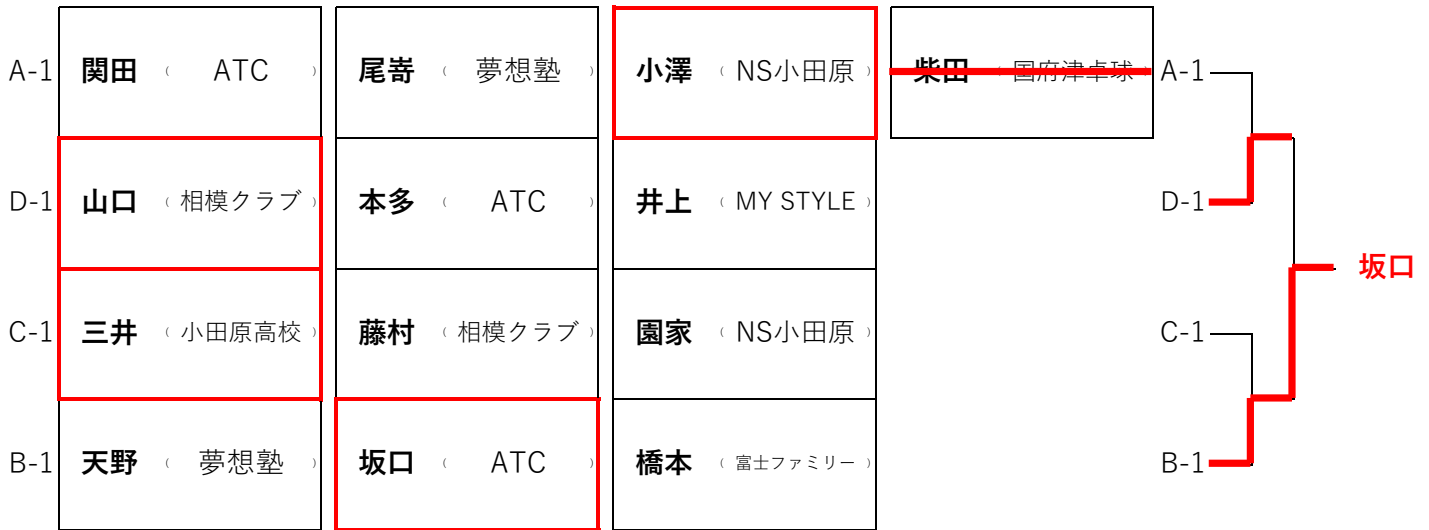 A-1 関田 ( ATC ) 尾嵜 ( 夢想塾 ) 小澤 ( NS小田原 ) 柴田 ( 国府津卓球 ) A-1
D-1 山口 ( 相模クラブ ) 本多 ( ATC ) 井上 ( MY STYLE ) D-1
坂口
C-1 三井 ( 小田原高校 ) 藤村 ( 相模クラブ ) 園家 ( NS小田原 ) C-1
B-1 天野 ( 夢想塾 ) 坂口 ( ATC ) 橋本 ( 富士ファミリー ) B-1